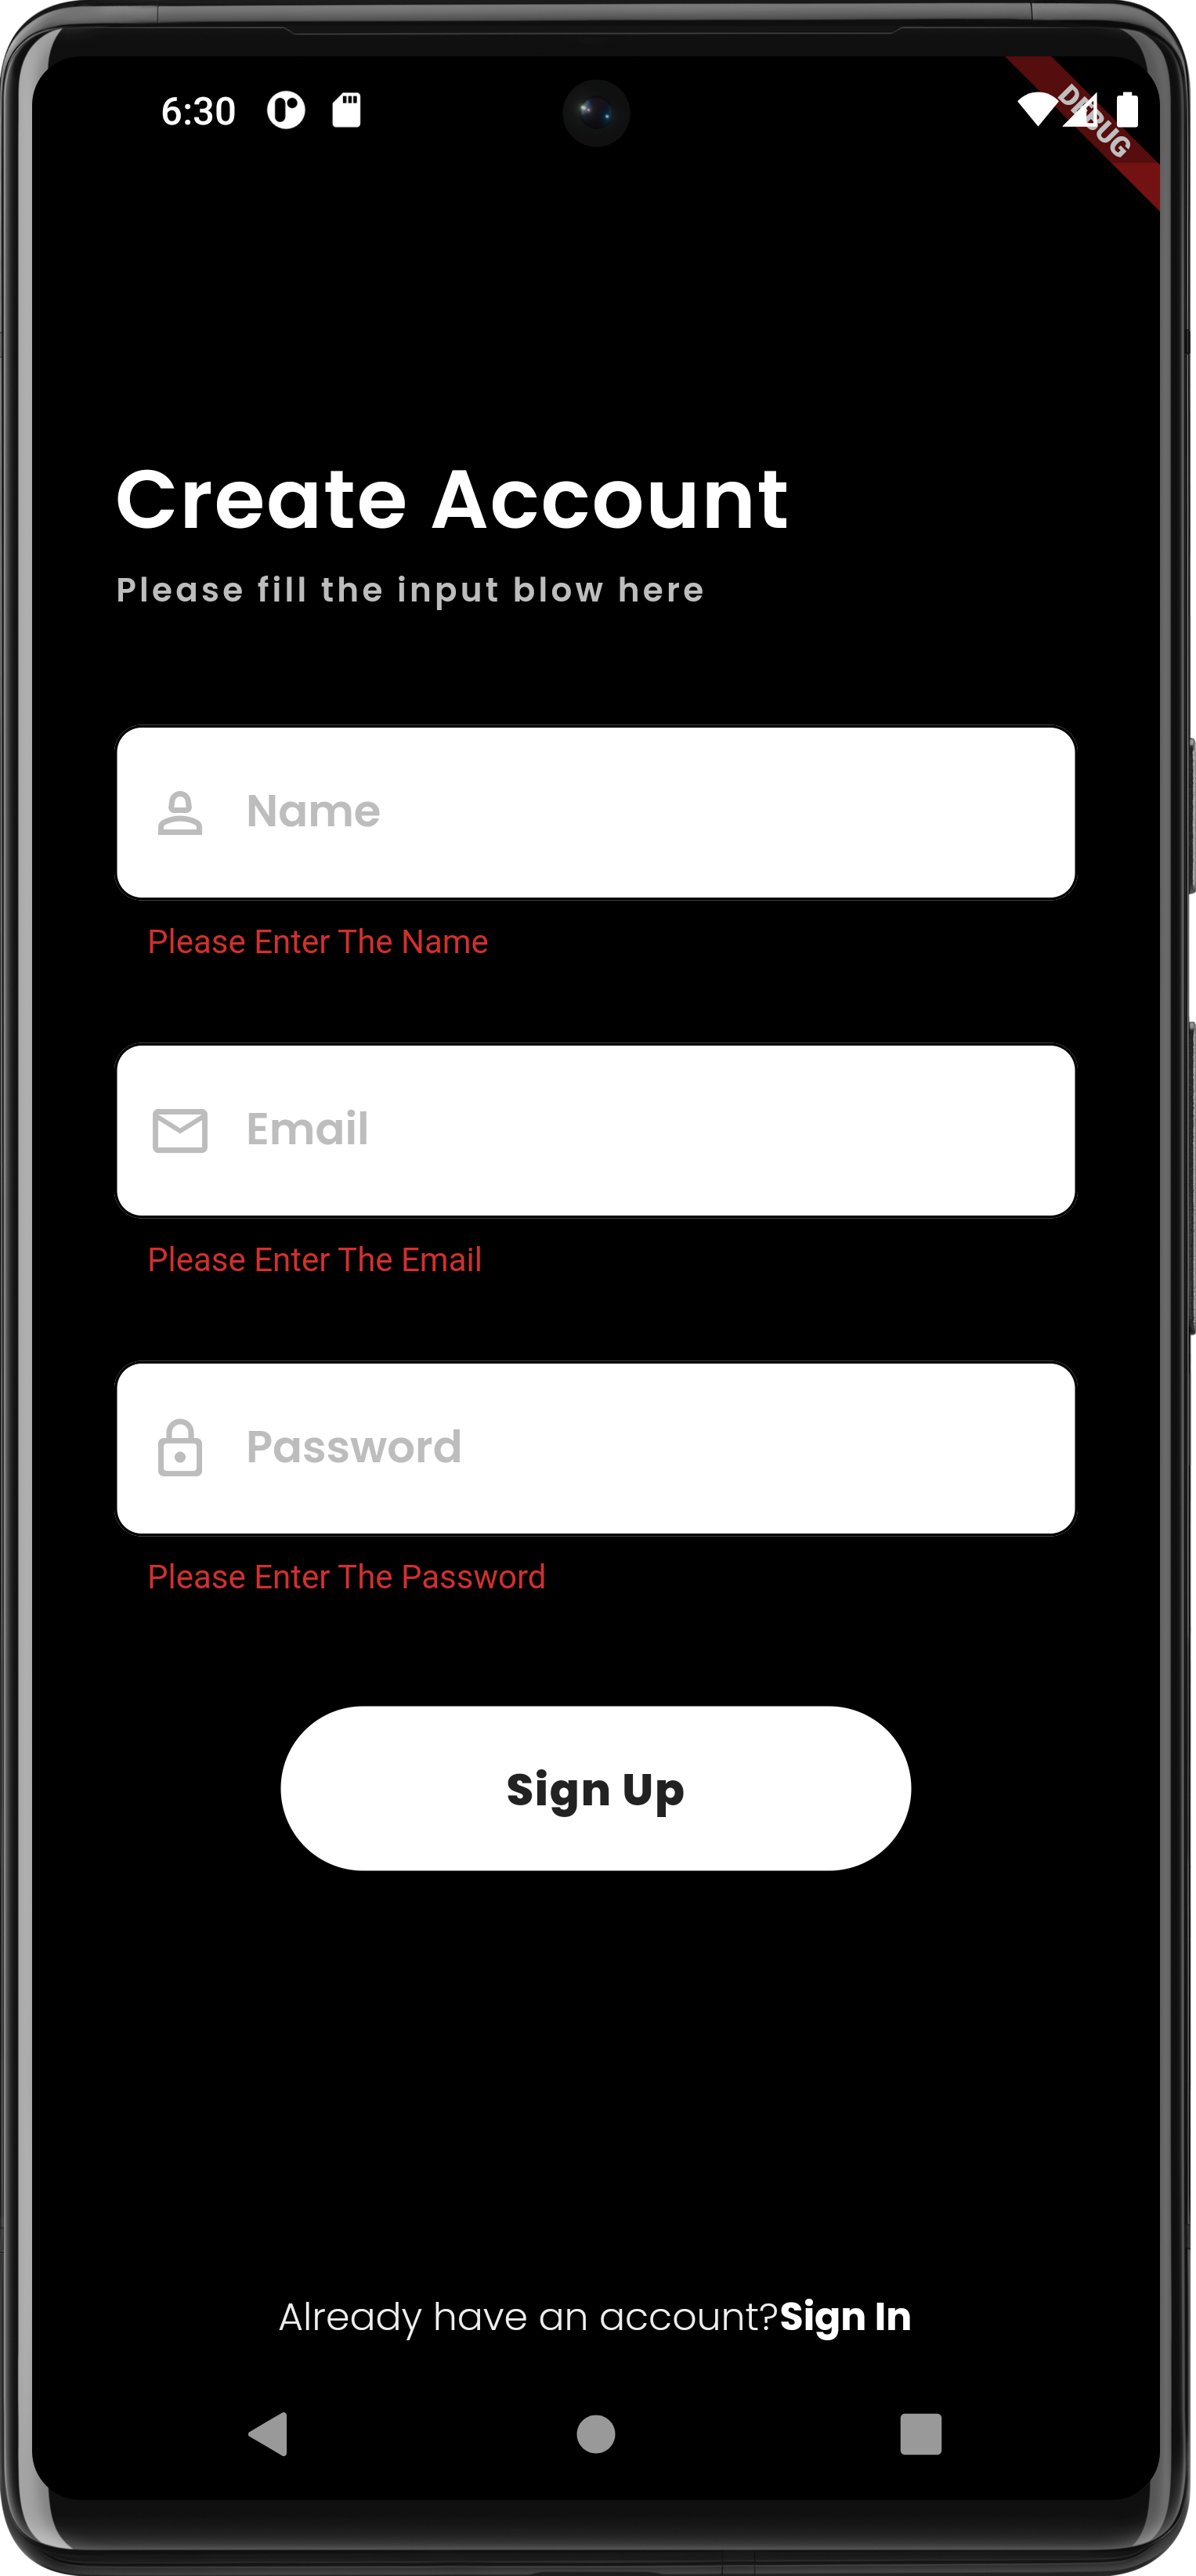 6:30
DEBUG
Create Account
Please fill the input blow here
Name
Please Enter The Name
Email
Please Enter The Email
Password
Please Enter The Password
Sign Up
Already have an account?Sign In